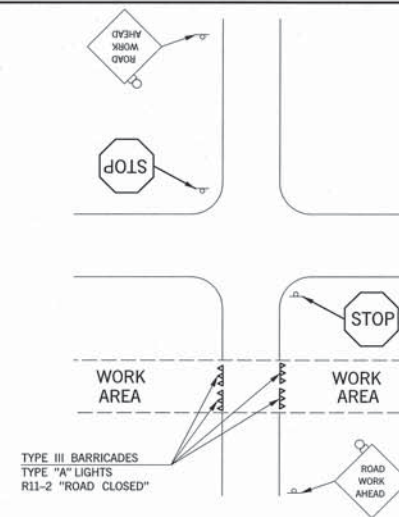 ROAD
WORK
AHEAD
STOP
STOP
WORK
AREA
WORK
AREA
TYPE III BARRICADES
TYPE "A" LIGHTS
R11-2 "ROAD CLOSED"
ROAD
WORK
AHEAD